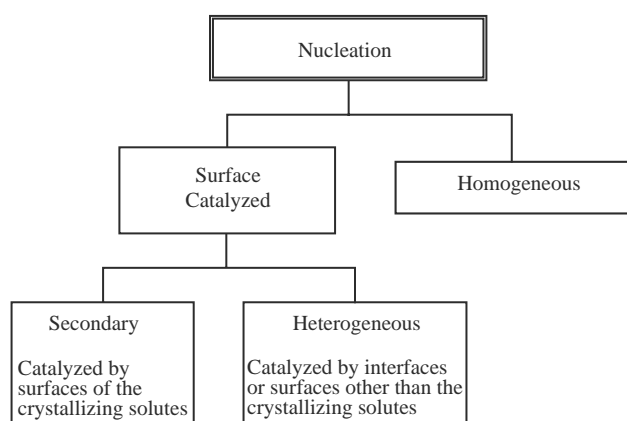 Nucleation
Surface
Catalyzed
Homogeneous
Secondary
Catalyzed by
surfaces of the
crystallizing solutes
Heterogeneous
Catalyzed by interfaces
or surfaces other than the
crystallizing solutes